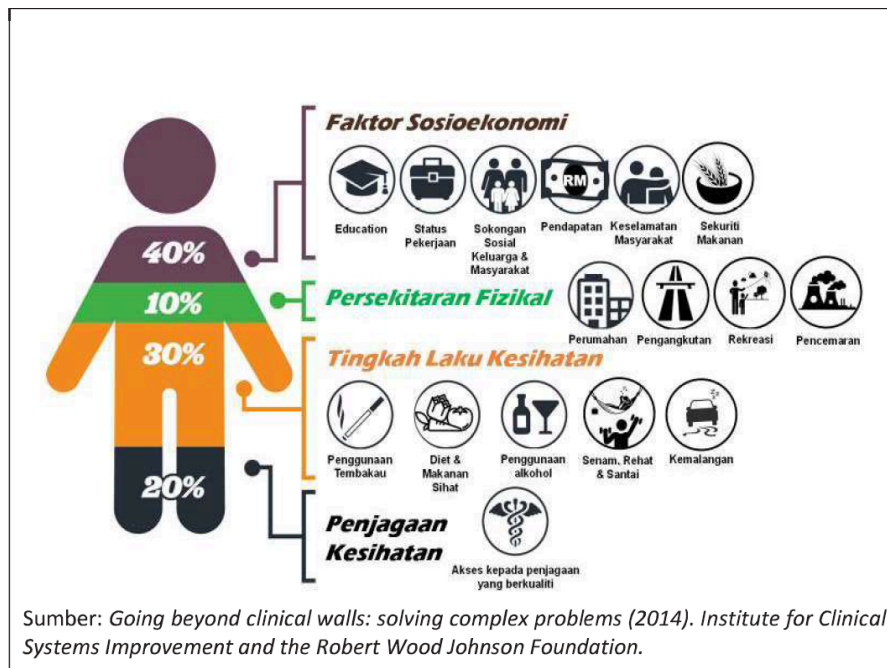 Faktor Sosioekonomi
RM
Education
Status
Pekerjaan
Sokongan
Sosial
Keluarga &
Masyarakat
Pendapatan
Keselamatan
Masyarakat
Sekuriti
Makanan
40%
10%
Persekitaran Fizikal
Perumahan
Pengangkutan
Rekreasi
Pencemaran
30%
Tingkah Laku Kesihatan
Penggunaan
Tembakau
Diet &
Makanan
Sihat
Penggunaan
alkohol
Senam, Rehat
& Santai
Kemalangan
20%
Penjagaan
Kesihatan
Akses kepada penjagaan
yang berkualiti
Sumber: Going beyond clinical walls: solving complex problems (2014). Institute for Clinical
Systems Improvement and the Robert Wood Johnson Foundation.